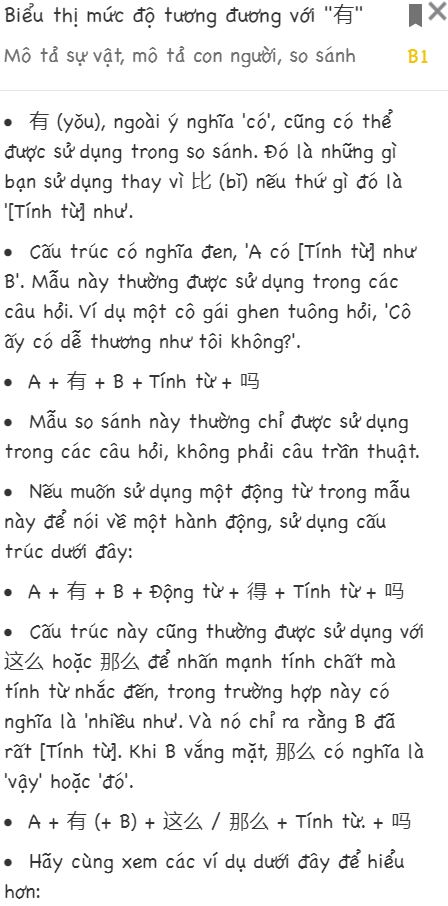 Biểu thị mức độ tương đương với "有"
Mô tả sự vật, mô tả con người, so sánh B1
• 有 (yǒu), ngoài ý nghĩa 'có', cũng có thể
được sử dụng trong so sánh. Đó là những gì
bạn sử dụng thay vì 比 (bǐ) nếu thứ gì đó là
'[Tính từ] như'.
• Cấu trúc có nghĩa đen, 'A có [Tính từ] như
B'. Mẫu này thường được sử dụng trong các
câu hỏi. Ví dụ một cô gái ghen tuông hỏi, 'Cô
ấy có dễ thương như tôi không?'.
• A + 有 + B + Tính từ + 吗
• Mẫu so sánh này thường chỉ được sử dụng
trong các câu hỏi, không phải câu trần thuật.
• Nếu muốn sử dụng một động từ trong mẫu
này để nói về một hành động, sử dụng cấu
trúc dưới đây:
• A + 有 + B + Động từ + 得 + Tính từ + 吗
• Cấu trúc này cũng thường được sử dụng với
这么 hoặc 那么 để nhấn mạnh tính chất mà
tính từ nhắc đến, trong trường hợp này có
nghĩa là 'nhiều như'. Và nó chỉ ra rằng B đã
rất [Tính từ]. Khi B vắng mặt, 那么 có nghĩa là
'vậy' hoặc 'đó'.
• A + 有 (+ B) + 这么 / 那么 + Tính từ. + 吗
• Hãy cùng xem các ví dụ dưới đây để hiểu
hơn: